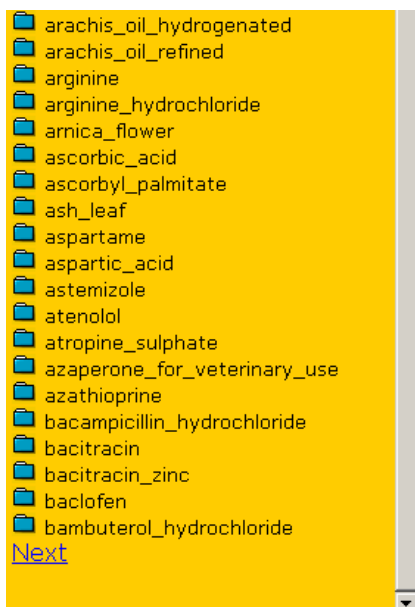 arachis_oil_hydrogenated
arachis_oil_refined
arginine
arginine_hydrochloride
arnica_flower
ascorbic_acid
ascorbyl_palmitate
ash_leaf
aspartame
aspartic_acid
astemizole
atenolol
atropine_sulphate
azaperone_for_veterinary_use
azathioprine
bacampicillin_hydrochloride
bacitracin
bacitracin_zinc
baclofen
bambuterol_hydrochloride
Next